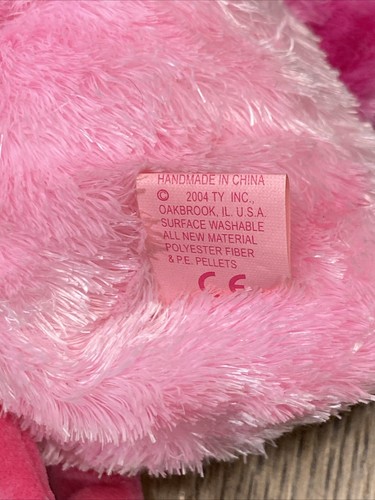 HANDMADE IN CHINA
© 2004 TY INC.,
OAKBROOK, IL. U.S.A.
SURFACE WASHABLE
ALL NEW MATERIAL
POLYESTER FIBER
& P.E. PELLETS
CE